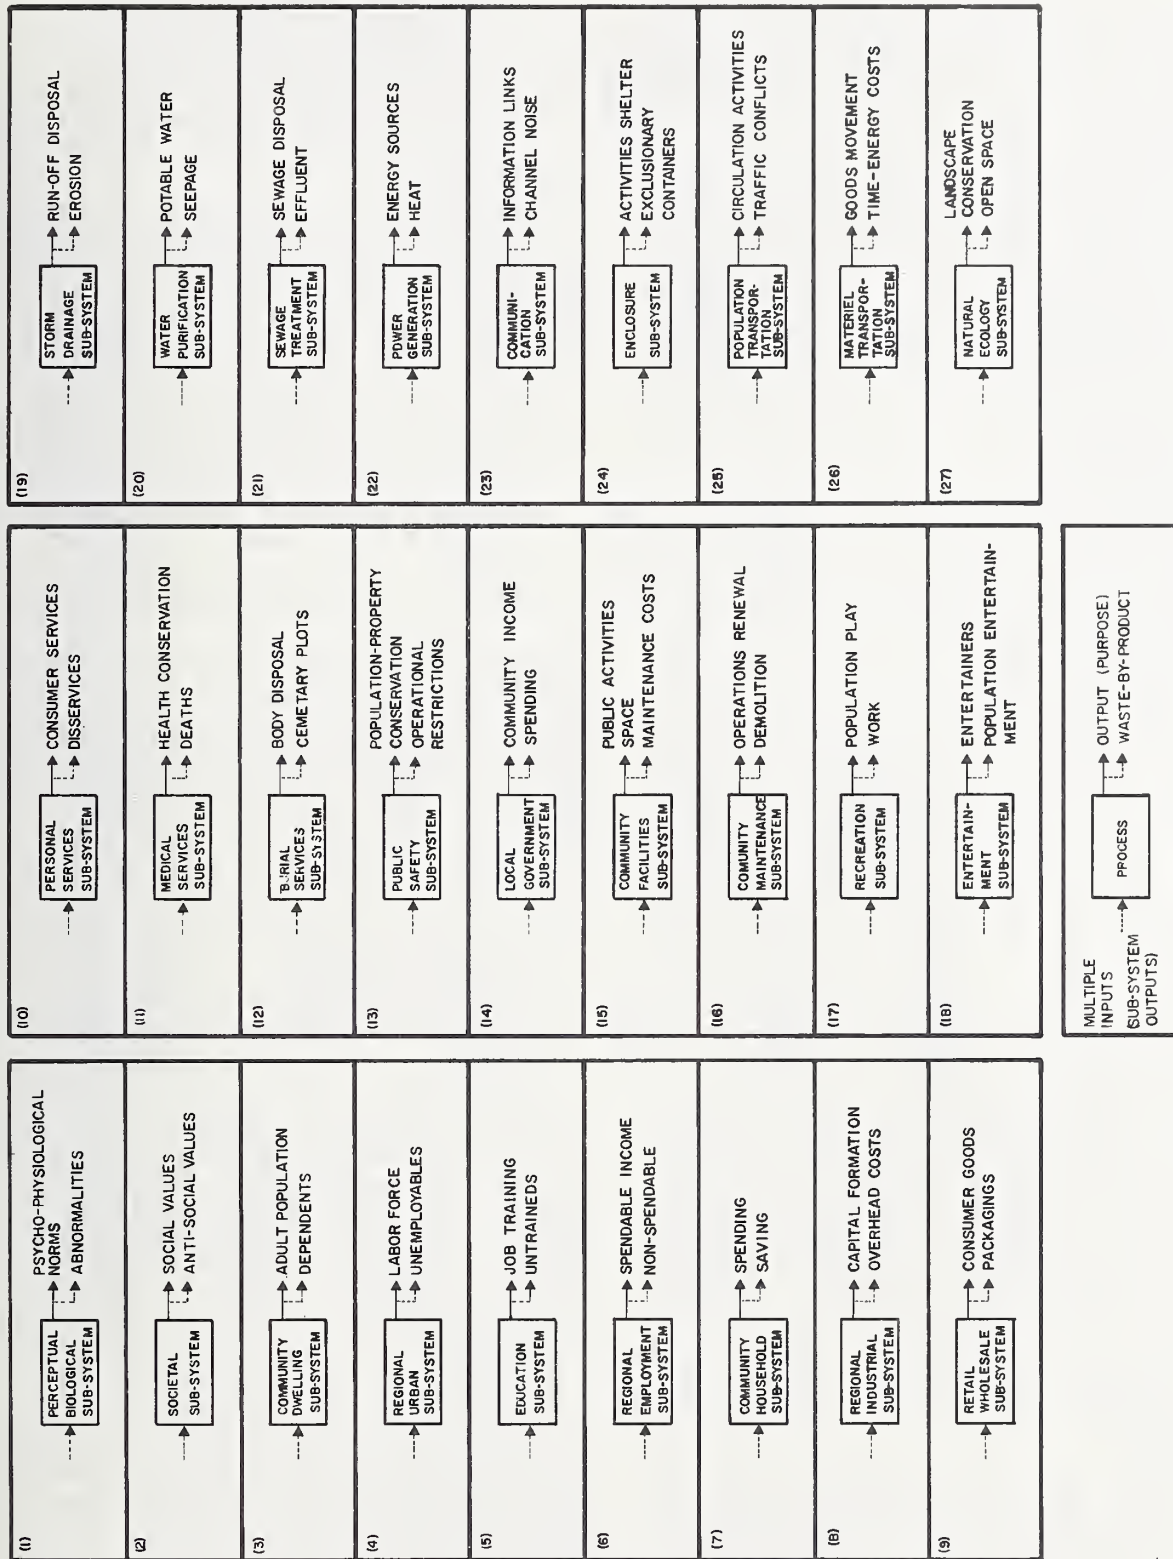 (1)
PERCEPTUAL
BIOLOGICAL
SUB-SYSTEM
PSYCHO-PHYSIOLOGICAL
NORMS
ABNORMALITIES
(2)
SOCIETAL
SUB-SYSTEM
SOCIAL VALUES
ANTI-SOCIAL VALUES
(3)
COMMUNITY
DWELLING
SUB-SYSTEM
ADULT POPULATION
DEPENDENTS
(4)
REGIONAL
URBAN
SUB-SYSTEM
LABOR FORCE
UNEMPLOYABLES
(5)
EDUCATION
SUB-SYSTEM
JOB TRAINING
UNTRAINEDS
(6)
REGIONAL
EMPLOYMENT
SUB-SYSTEM
SPENDABLE INCOME
NON-SPENDABLE
(7)
COMMUNITY
HOUSEHOLD
SUB-SYSTEM
SPENDING
SAVING
(8)
REGIONAL
INDUSTRIAL
SUB-SYSTEM
CAPITAL FORMATION
OVERHEAD COSTS
(9)
RETAIL
WHOLESALE
SUB-SYSTEM
CONSUMER GOODS
PACKAGINGS
(10)
PERSONAL
SERVICES
SUB-SYSTEM
CONSUMER SERVICES
DISSERVICES
(11)
MEDICAL
SERVICES
SUB-SYSTEM
HEALTH CONSERVATION
DEATHS
(12)
BURIAL
SERVICES
SUB-SYSTEM
BODY DISPOSAL
CEMETARY PLOTS
(13)
PUBLIC
SAFETY
SUB-SYSTEM
POPULATION-PROPERTY
CONSERVATION
OPERATIONAL
RESTRICTIONS
(14)
LOCAL
GOVERNMENT
SUB-SYSTEM
COMMUNITY INCOME
SPENDING
(15)
COMMUNITY
FACILITIES
SUB-SYSTEM
PUBLIC ACTIVITIES
SPACE
MAINTENANCE COSTS
(16)
COMUNITY
MAINTENANCE
SUB-SYSTEM
OPERATIONS RENEWAL
DEMOLITION
(17)
RECREATION
SUB-SYSTEM
POPULATION PLAY
WORK
(18)
ENTERTAIN-
MENT
SUB-SYSTEM
ENTERTAINERS
POPULATION ENTERTAIN-
MENT
(19)
STORM
DRAINAGE
SUB-SYSTEM
RUN-OFF DISPOSAL
EROSION
(20)
WATER
PURIFICATION
SUB-SYSTEM
POTABLE WATER
SEEPAGE
(21)
SEWAGE
TREATMENT
SUB-SYSTEM
SEWAGE DISPOSAL
EFFLUENT
(22)
POWER
GENERATION
SUB-SYSTEM
ENERGY SOURCES
HEAT
(23)
COMMUNI-
CATION
SUB-SYSTEM
INFORMATION LINKS
CHANNEL NOISE
(24)
ENCLOSURE
SUB-SYSTEM
ACTIVITIES SHELTER
EXCLUSIONARY
CONTAINERS
(25)
POPULATION
TRANSPOR-
TATION
SUB-SYSTEM
CIRCULATION ACTIVITIES
TRAFFIC CONFLICTS
(26)
MATERIEL
TRANSPOR-
TATION
SUB-SYSTEM
GOODS MOVEMENT
TIME-ENERGY COSTS
(27)
NATURAL
ECOLOGY
SUB-SYSTEM
LANDSCAPE
CONSERVATION
OPEN SPACE
MULTIPLE
INPUTS
(SUB-SYSTEM
OUTPUTS)
PROCESS
OUTPUT (PURPOSE)
WASTE-BY-PRODUCT